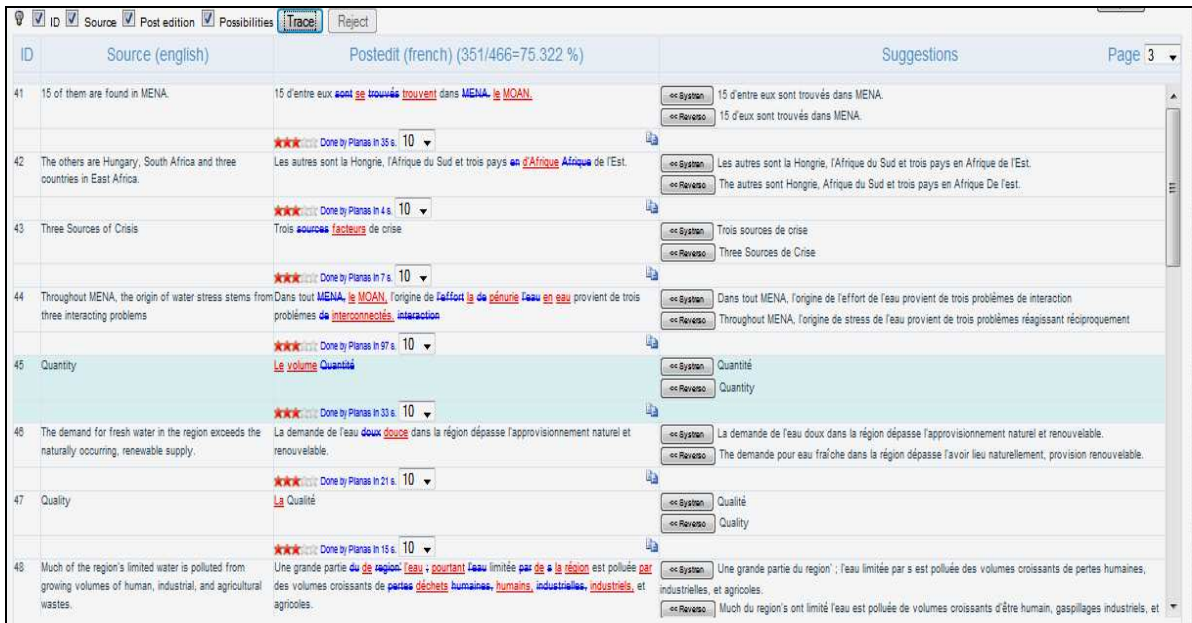 ID Source Post edition Possibilities Trace Reject
ID Source (english) Postedit (french) (351/466=75.322 %) Suggestions Page 3
41 15 of them are found in MENA. 15 d'entre eux sont se trouvés trouvent dans MENA. le MOAN. << Systran 15 d'entre eux sont trouvés dans MENA.
<< Reverso 15 d'eux sont trouvés dans MENA.
Done by Planas in 35 s. 10
42 The others are Hungary, South Africa and three Les autres sont la Hongrie, l'Afrique du Sud et trois pays en d'Afrique Afrique de l'Est. << Systran Les autres sont la Hongrie, l'Afrique du Sud et trois pays en Afrique de l'Est.
countries in East Africa. << Reverso The autres sont Hongrie, Afrique du Sud et trois pays en Afrique De l'est.
Done by Planas in 4 s. 10
43 Three Sources of Crisis Trois sources facteurs de crise << Systran Trois sources de crise
<< Reverso Three Sources de Crise
Done by Planas in 7 s. 10
44 Throughout MENA, the origin of water stress stems from Dans tout MENA, le MOAN, l'origine de l'effort la de pénurie l'eau en eau provient de trois << Systran Dans tout MENA, l'origine de l'effort de l'eau provient de trois problèmes de interaction
three interacting problems problèmes de interconnectés, interaction << Reverso Throughout MENA, l'origine de stress de l'eau provient de trois problèmes réagissant réciproquement
Done by Planas in 97 s. 10
45 Quantity Le volume Quantité << Systran Quantité
<< Reverso Quantity
Done by Planas in 33 s. 10
46 The demand for fresh water in the region exceeds the La demande de l'eau doux douce dans la région dépasse l'approvisionnement naturel et << Systran La demande de l'eau doux dans la région dépasse l'approvisionnement naturel et renouvelable.
naturally occurring, renewable supply. renouvelable. << Reverso The demande pour eau fraîche dans la région dépasse l'avoir lieu naturellement, provision renouvelable.
Done by Planas in 21 s. 10
47 Quality La Qualité << Systran Qualité
<< Reverso Quality
Done by Planas in 15 s. 10
48 Much of the region's limited water is polluted from Une grande partie du de region' l'eau ; pourtant l'eau limitée par de s la région est polluée par << Systran Une grande partie du region' ; l'eau limitée par s est polluée des volumes croissants de pertes humaines,
growing volumes of human, industrial, and agricultural des volumes croissants de pertes déchets humaines, humains, industrielles, industriels, et industrielles, et agricoles.
wastes. agricoles. << Reverso Much du region's ont limité l'eau est polluée de volumes croissants d'être humain, gaspillages industriels, et